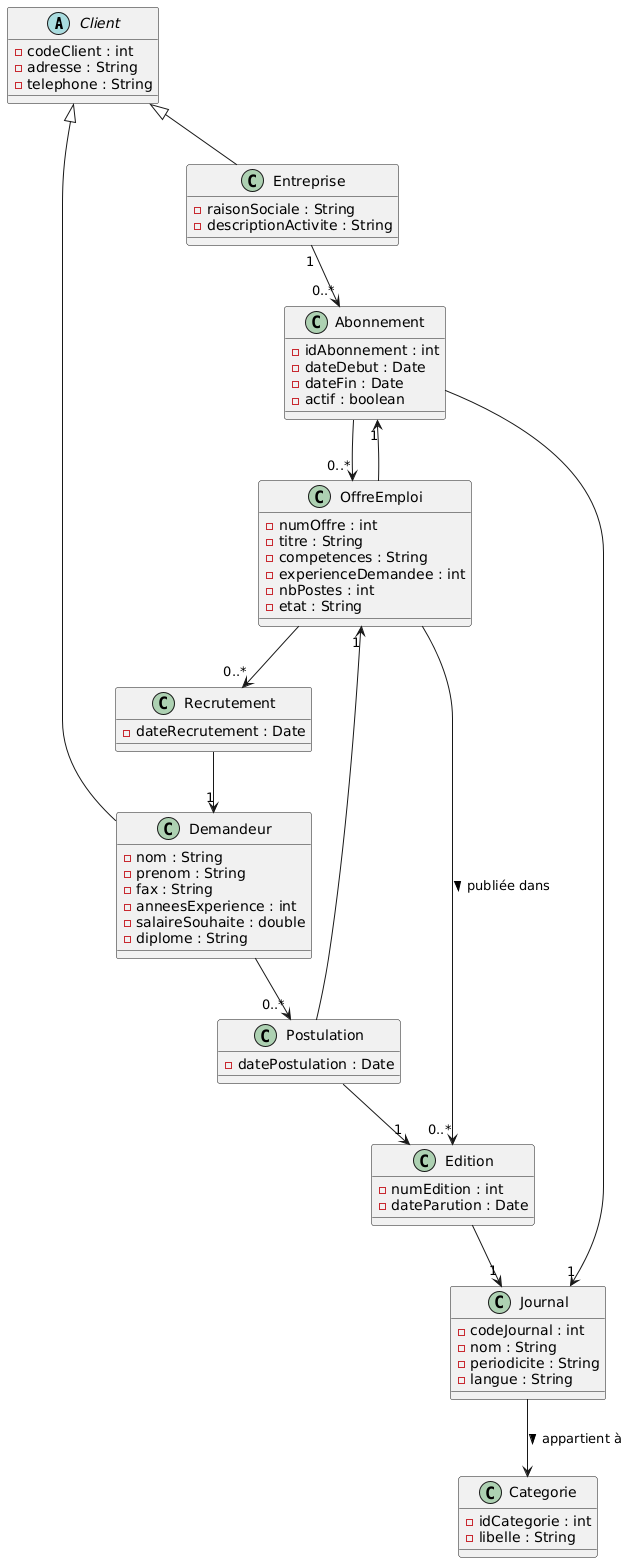 A Client
codeClient : int
adresse : String
telephone : String
C Entreprise
raisonSociale : String
descriptionActivite : String
1
0..*
C Abonnement
idAbonnement : int
dateDebut : Date
dateFin : Date
actif : boolean
1
0..*
C OffreEmploi
numOffre : int
titre : String
competences : String
experienceDemandee : int
nbPostes : int
etat : String
1
0..*
C Recrutement
dateRecrutement : Date
1
C Demandeur
nom : String
prenom : String
fax : String
anneesExperience : int
salaireSouhaite : double
diplome : String
publiée dans
0..*
C Postulation
datePostulation : Date
1
0..*
C Edition
numEdition : int
dateParution : Date
1
1
C Journal
codeJournal : int
nom : String
periodicite : String
langue : String
appartient à
C Categorie
idCategorie : int
libelle : String